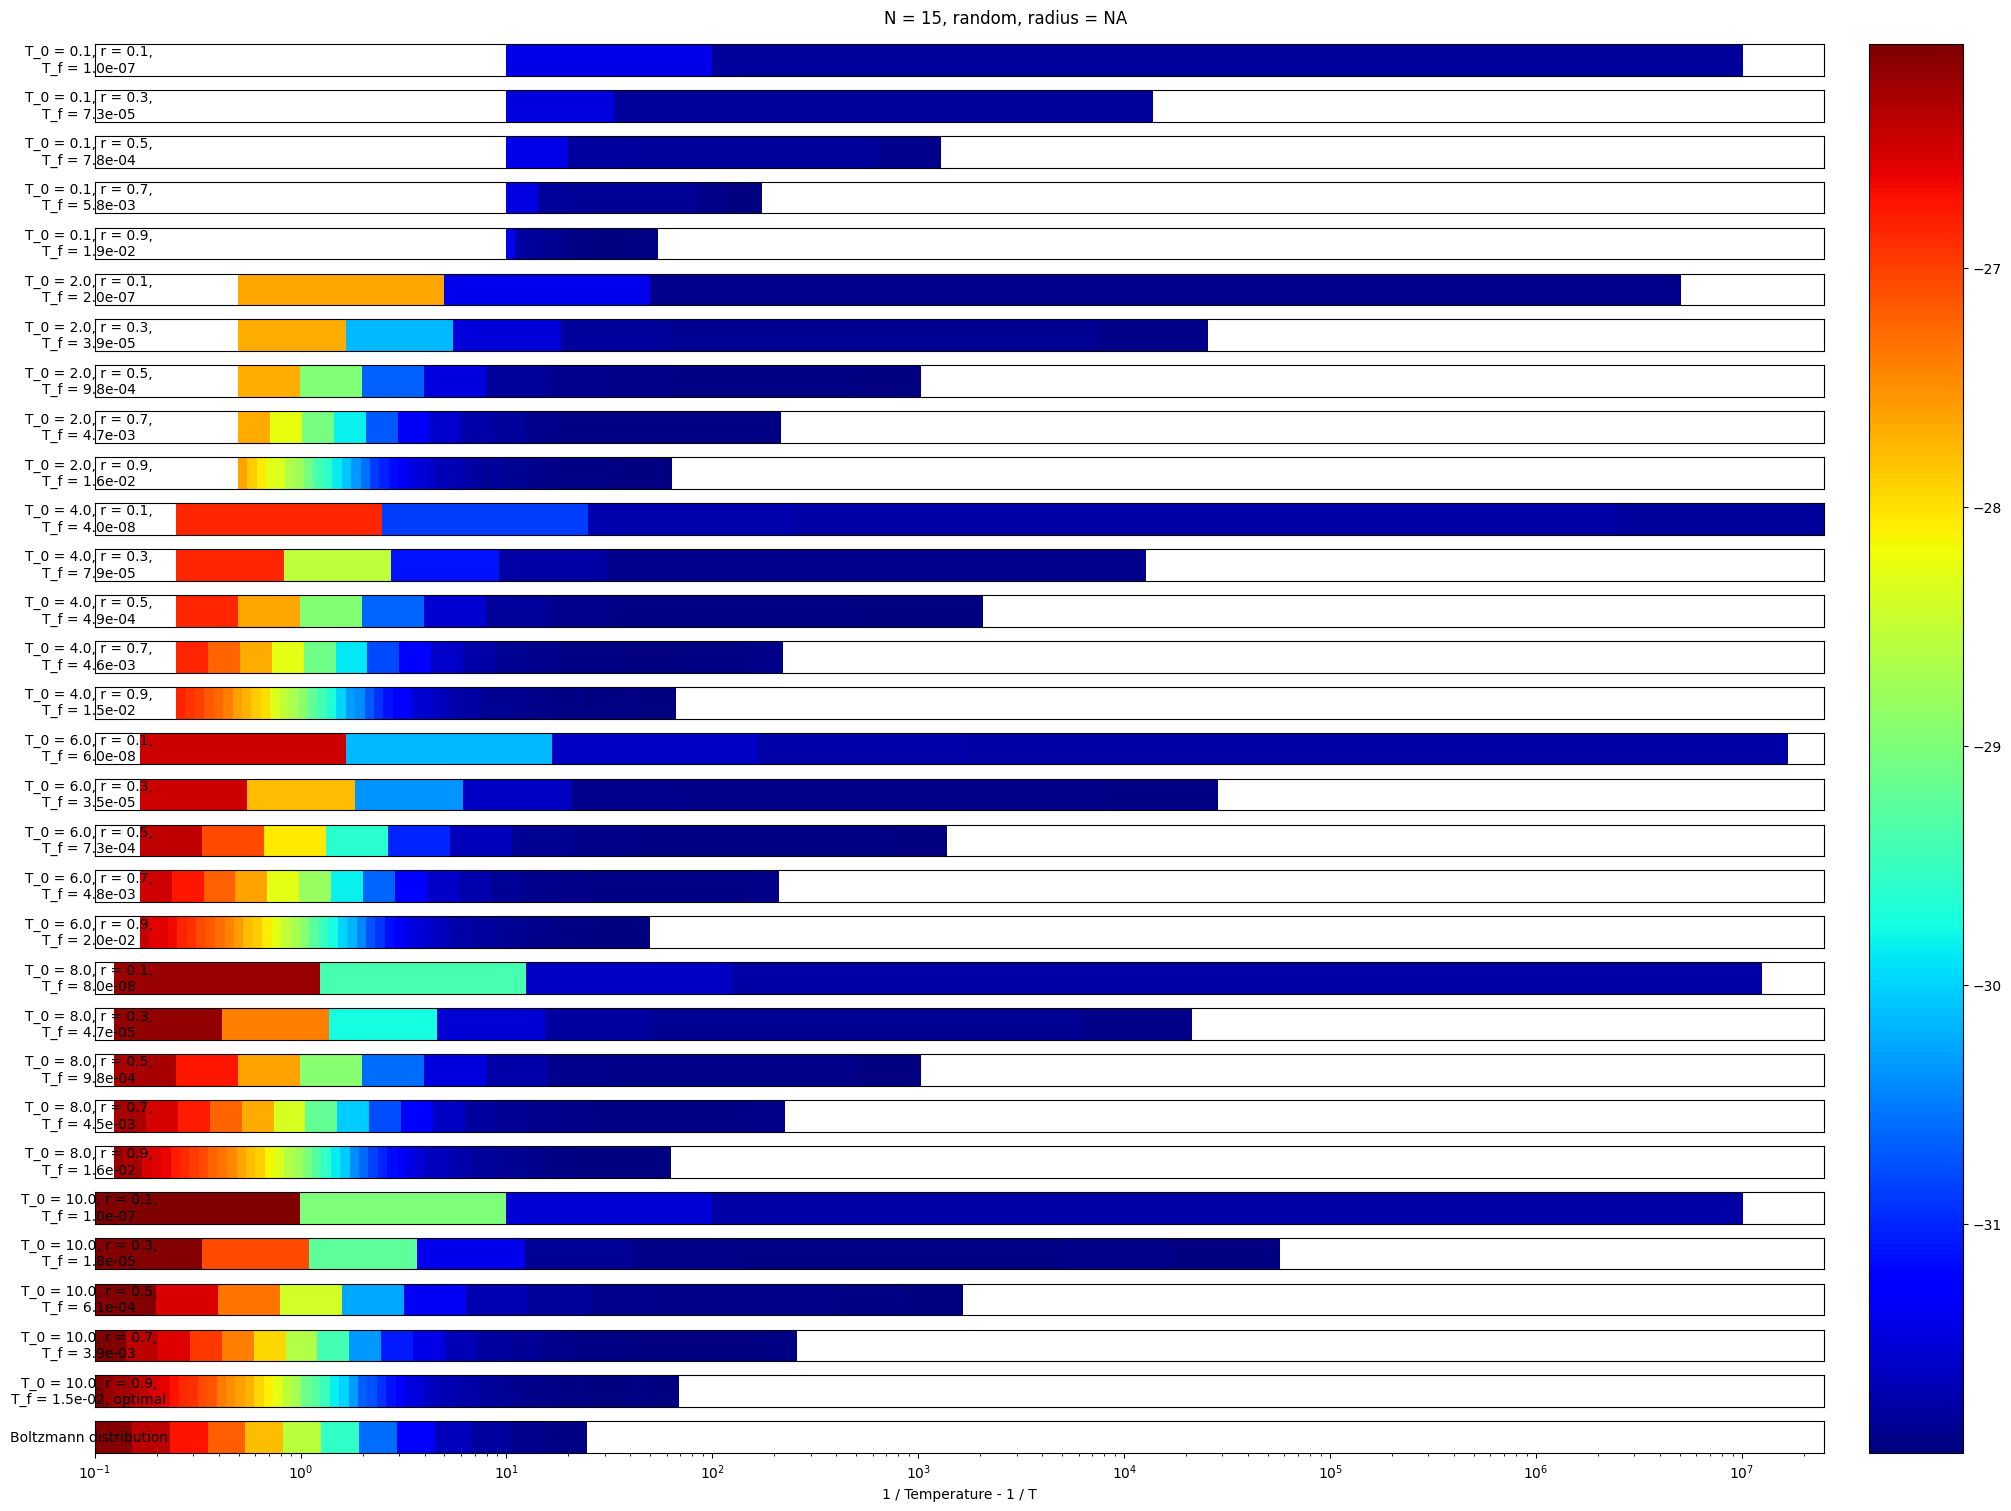 N = 15, random, radius = NA
T_0 = 0.1, r = 0.1,
T_f = 1.0e-07
T_0 = 0.1, r = 0.3,
T_f = 7.3e-05
T_0 = 0.1, r = 0.5,
T_f = 7.8e-04
T_0 = 0.1, r = 0.7,
T_f = 5.8e-03
T_0 = 0.1, r = 0.9,
T_f = 1.9e-02
T_0 = 2.0, r = 0.1,
T_f = 2.0e-07
T_0 = 2.0, r = 0.3,
T_f = 3.9e-05
T_0 = 2.0, r = 0.5,
T_f = 9.8e-04
T_0 = 2.0, r = 0.7,
T_f = 4.7e-03
T_0 = 2.0, r = 0.9,
T_f = 1.6e-02
T_0 = 4.0, r = 0.1,
T_f = 4.0e-08
T_0 = 4.0, r = 0.3,
T_f = 7.9e-05
T_0 = 4.0, r = 0.5,
T_f = 4.9e-04
T_0 = 4.0, r = 0.7,
T_f = 4.6e-03
T_0 = 4.0, r = 0.9,
T_f = 1.5e-02
T_0 = 6.0, r = 0.1,
T_f = 6.0e-08
T_0 = 6.0, r = 0.3,
T_f = 3.5e-05
T_0 = 6.0, r = 0.5,
T_f = 7.3e-04
T_0 = 6.0, r = 0.7,
T_f = 4.8e-03
T_0 = 6.0, r = 0.9,
T_f = 2.0e-02
T_0 = 8.0, r = 0.1,
T_f = 8.0e-08
T_0 = 8.0, r = 0.3,
T_f = 4.7e-05
T_0 = 8.0, r = 0.5,
T_f = 9.8e-04
T_0 = 8.0, r = 0.7,
T_f = 4.5e-03
T_0 = 8.0, r = 0.9,
T_f = 1.6e-02
T_0 = 10.0, r = 0.1,
T_f = 1.0e-07
T_0 = 10.0, r = 0.3,
T_f = 1.8e-05
T_0 = 10.0, r = 0.5,
T_f = 6.1e-04
T_0 = 10.0, r = 0.7,
T_f = 3.9e-03
T_0 = 10.0, r = 0.9,
T_f = 1.5e-02, optimal
Boltzmann distribution
10⁻¹ 10⁰ 10¹ 10² 10³ 10⁴ 10⁵ 10⁶ 10⁷
1 / Temperature - 1 / T
−27
−28
−29
−30
−31